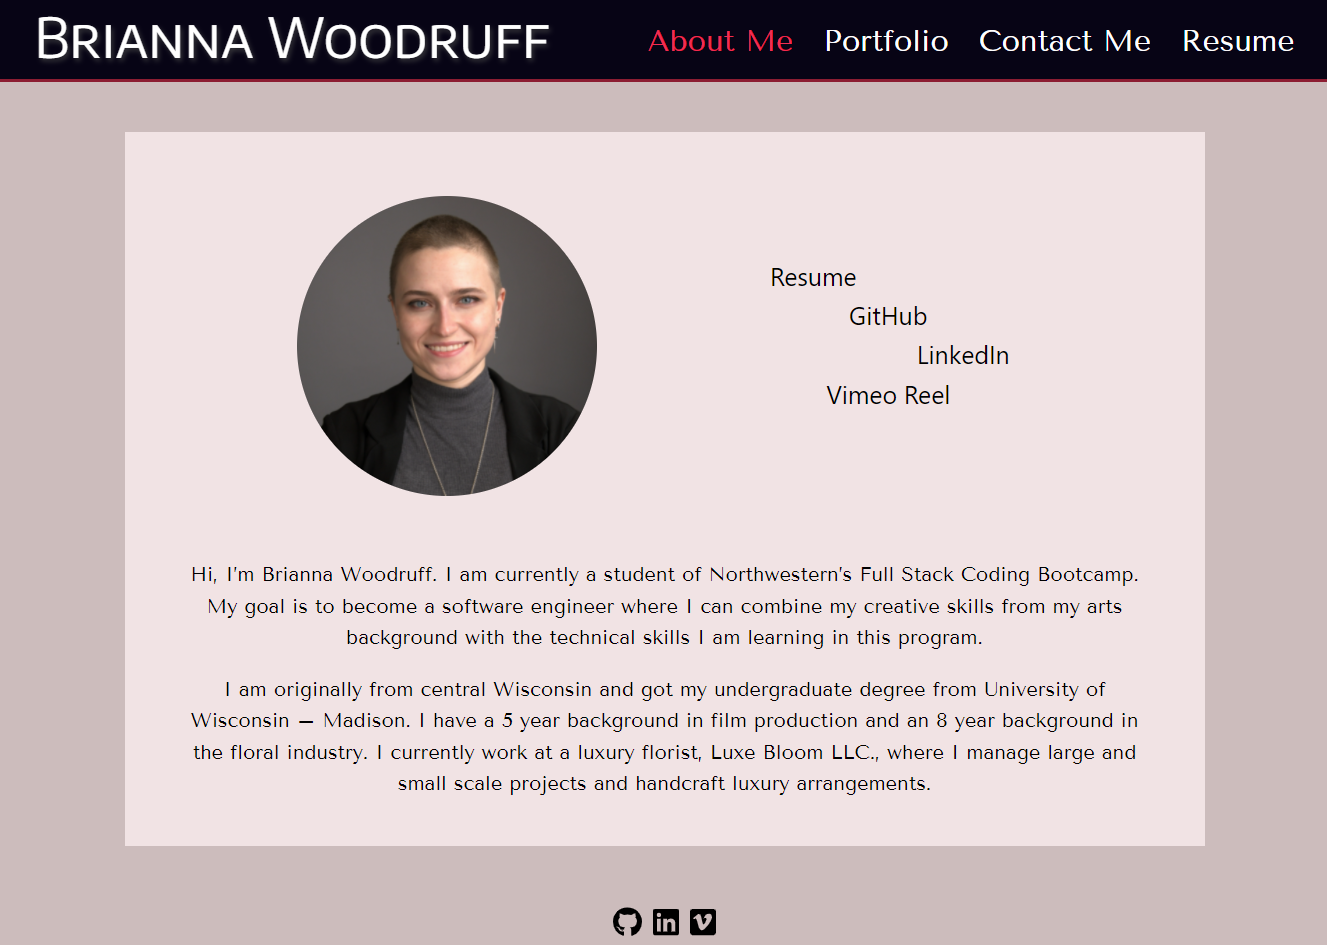 Brianna Woodruff
About Me Portfolio Contact Me Resume
Resume
GitHub
LinkedIn
Vimeo Reel
Hi, I'm Brianna Woodruff. I am currently a student of Northwestern's Full Stack Coding Bootcamp.
My goal is to become a software engineer where I can combine my creative skills from my arts
background with the technical skills I am learning in this program.
I am originally from central Wisconsin and got my undergraduate degree from University of
Wisconsin – Madison. I have a 5 year background in film production and an 8 year background in
the floral industry. I currently work at a luxury florist, Luxe Bloom LLC., where I manage large and
small scale projects and handcraft luxury arrangements.
in